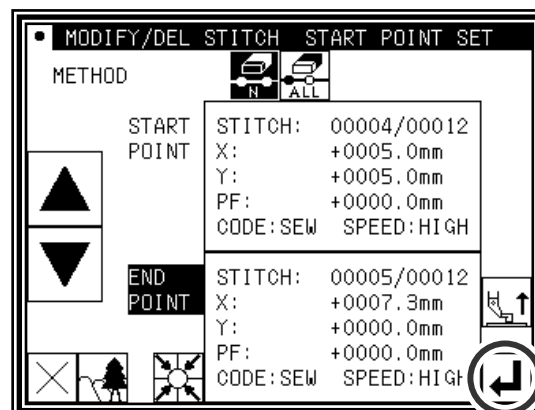 MODIFY/DEL STITCH START POINT SET
METHOD
N
ALL
START POINT
STITCH: 00004/00012
X: +0005.0mm
Y: +0005.0mm
PF: +0000.0mm
CODE:SEW SPEED:HIGH
END POINT
STITCH: 00005/00012
X: +0007.3mm
Y: +0000.0mm
PF: +0000.0mm
CODE:SEW SPEED:HIGH